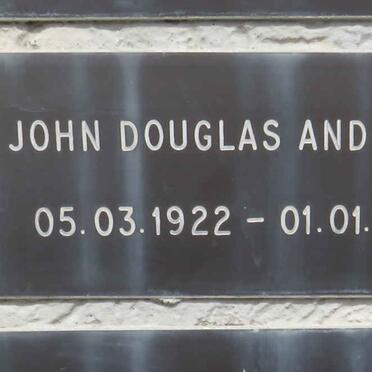 JOHN DOUGLAS AND
05.03.1922 - 01.01.